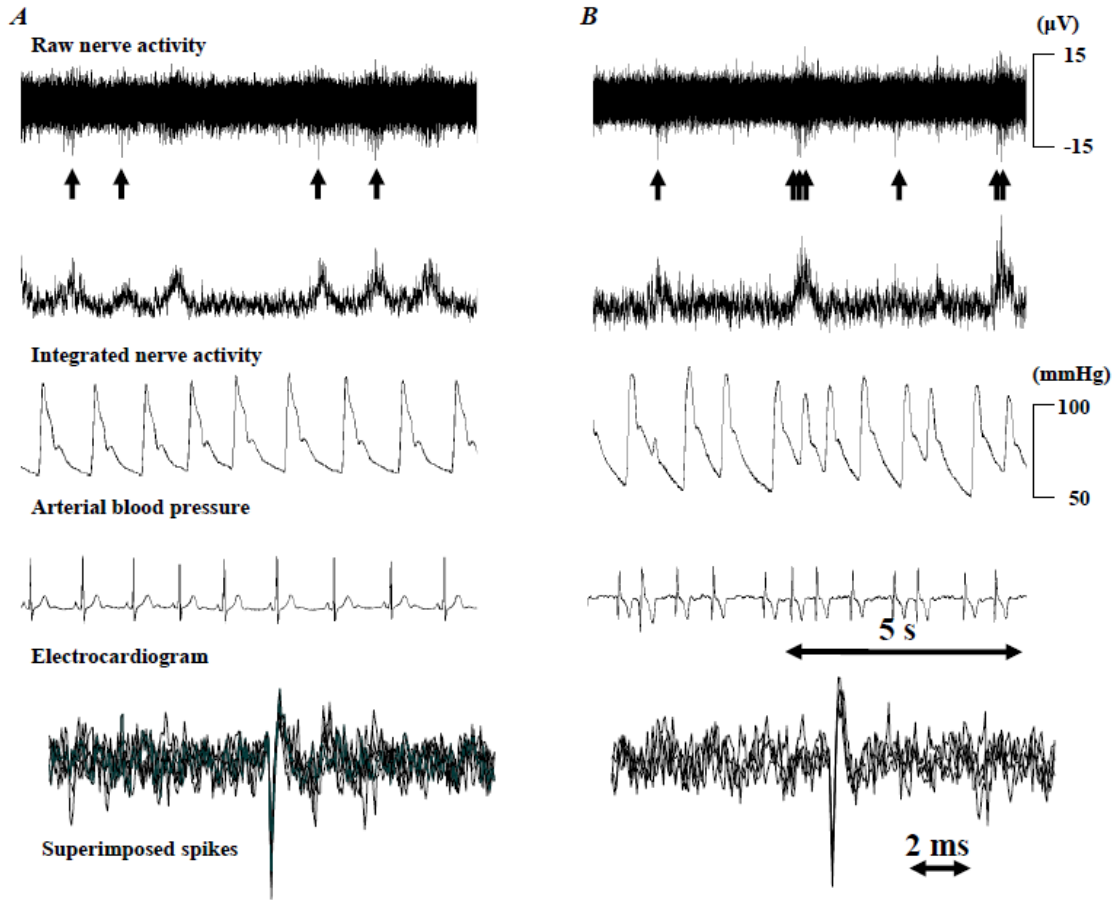 A
B
Raw nerve activity
(µV)
15
-15
Integrated nerve activity
(mmHg)
100
50
Arterial blood pressure
5 s
Electrocardiogram
Superimposed spikes
2 ms